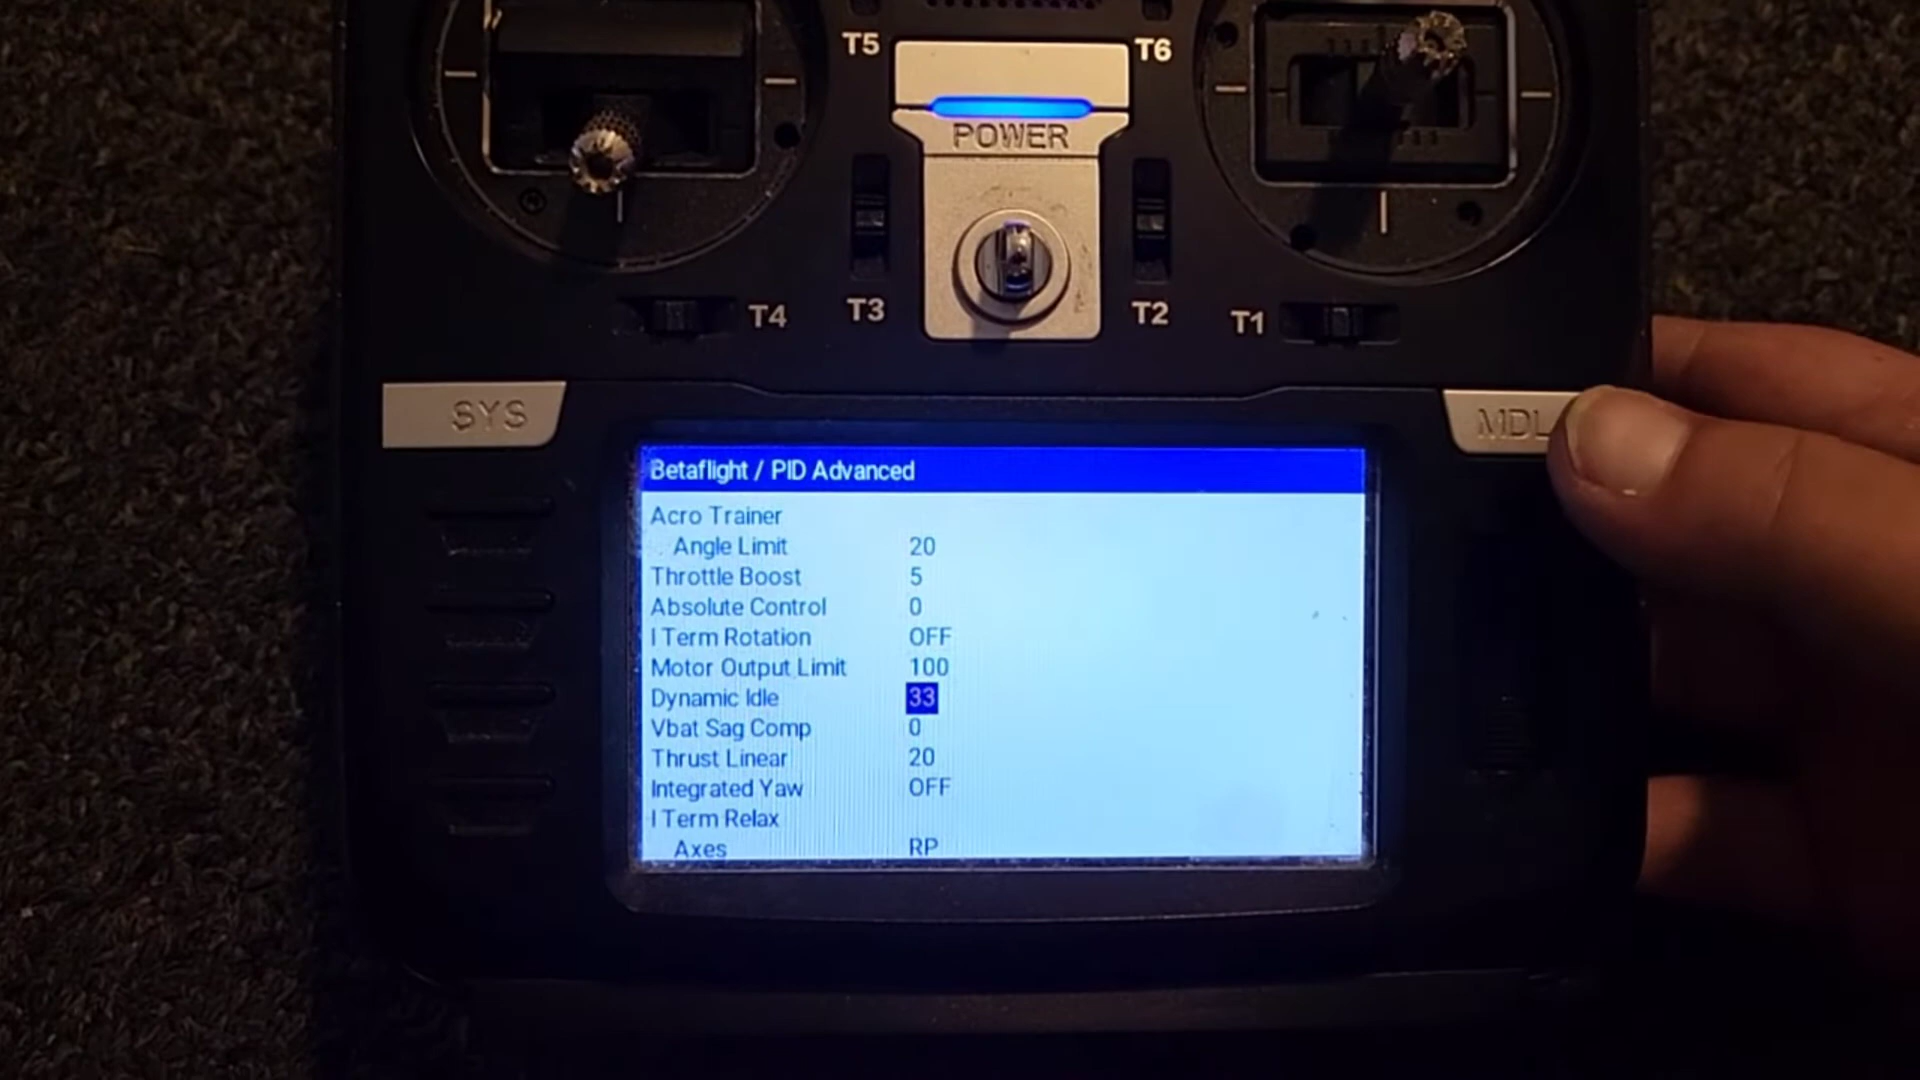 T5
T6
POWER
T4
T3
T2
T1
SYS
MDL
Betaflight / PID Advanced
Acro Trainer
Angle Limit 20
Throttle Boost 5
Absolute Control 0
I Term Rotation OFF
Motor Output Limit 100
Dynamic Idle 33
Vbat Sag Comp 0
Thrust Linear 20
Integrated Yaw OFF
I Term Relax
Axes RP